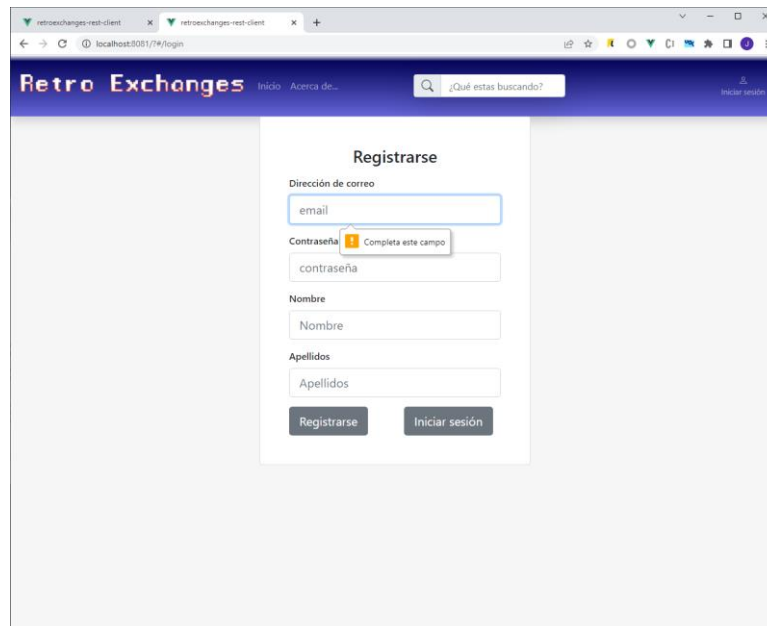 retroexchanges-rest-client
retroexchanges-rest-client
localhost:8081/?#/login
Retro Exchanges
Inicio
Acerca de...
¿Qué estas buscando?
Iniciar sesión
Registrarse
Dirección de correo
email
Completa este campo
Contraseña
contraseña
Nombre
Nombre
Apellidos
Apellidos
Registrarse
Iniciar sesión